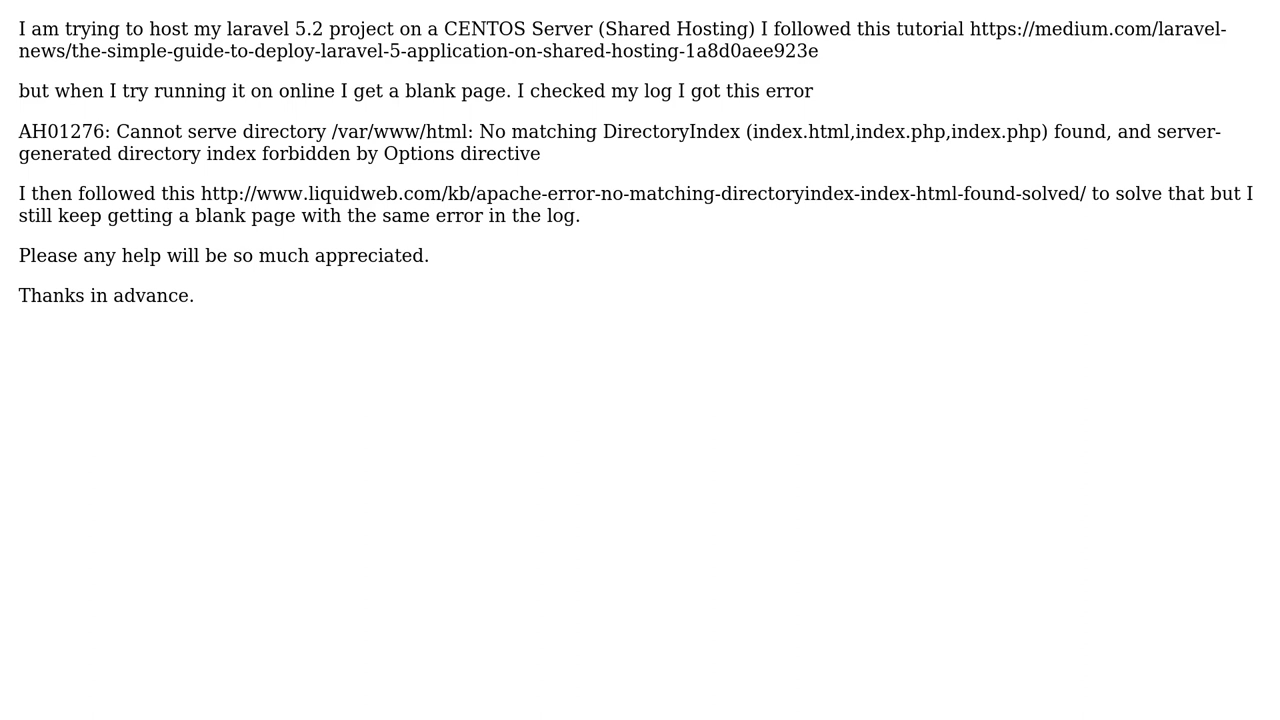 I am trying to host my laravel 5.2 project on a CENTOS Server (Shared Hosting) I followed this tutorial https://medium.com/laravel-
news/the-simple-guide-to-deploy-laravel-5-application-on-shared-hosting-1a8d0aee923e
but when I try running it on online I get a blank page. I checked my log I got this error
AH01276: Cannot serve directory /var/www/html: No matching DirectoryIndex (index.html,index.php,index.php) found, and server-
generated directory index forbidden by Options directive
I then followed this http://www.liquidweb.com/kb/apache-error-no-matching-directoryindex-index-html-found-solved/ to solve that but I
still keep getting a blank page with the same error in the log.
Please any help will be so much appreciated.
Thanks in advance.